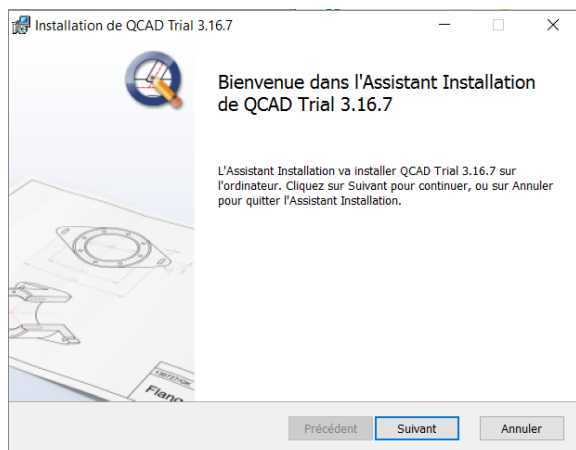 Installation de QCAD Trial 3.16.7
Bienvenue dans l'Assistant Installation
de QCAD Trial 3.16.7
L'Assistant Installation va installer QCAD Trial 3.16.7 sur
l'ordinateur. Cliquez sur Suivant pour continuer, ou sur Annuler
pour quitter l'Assistant Installation.
Flang
Précédent Suivant Annuler